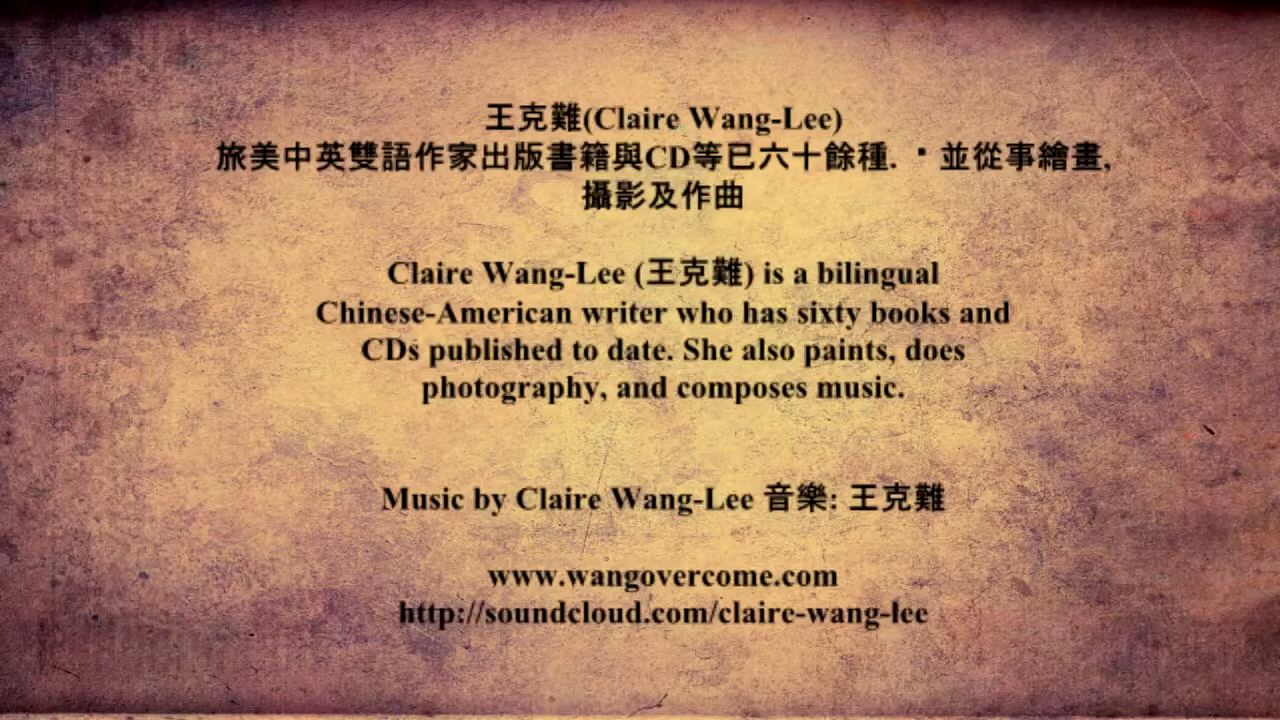 王克難(Claire Wang-Lee)
旅美中英雙語作家出版書籍與CD等已六十餘種. ▪ 並從事繪畫,
攝影及作曲
Claire Wang-Lee (王克難) is a bilingual
Chinese-American writer who has sixty books and
CDs published to date. She also paints, does
photography, and composes music.
Music by Claire Wang-Lee 音樂: 王克難
www.wangovercome.com
http://soundcloud.com/claire-wang-lee